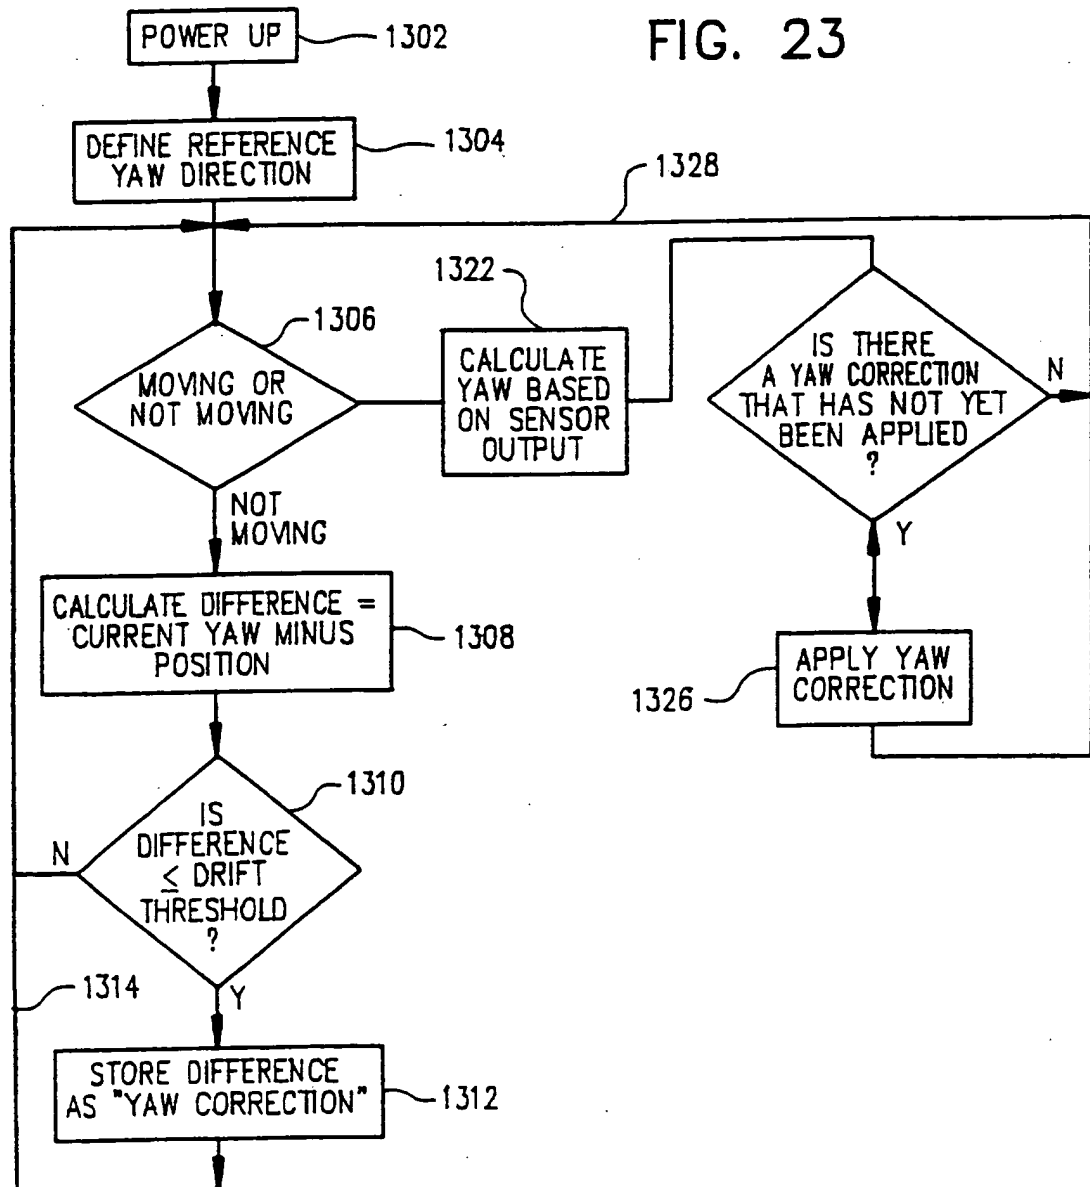 FIG. 23
POWER UP
1302
DEFINE REFERENCE
YAW DIRECTION
1304
1328
1306
MOVING OR
NOT MOVING
1322
CALCULATE
YAW BASED
ON SENSOR
OUTPUT
IS THERE
A YAW CORRECTION
THAT HAS NOT YET
BEEN APPLIED
?
N
Y
NOT
MOVING
CALCULATE DIFFERENCE =
CURRENT YAW MINUS
POSITION
1308
APPLY YAW
CORRECTION
1326
1310
IS
DIFFERENCE
≤ DRIFT
THRESHOLD
?
N
Y
1314
STORE DIFFERENCE
AS "YAW CORRECTION"
1312